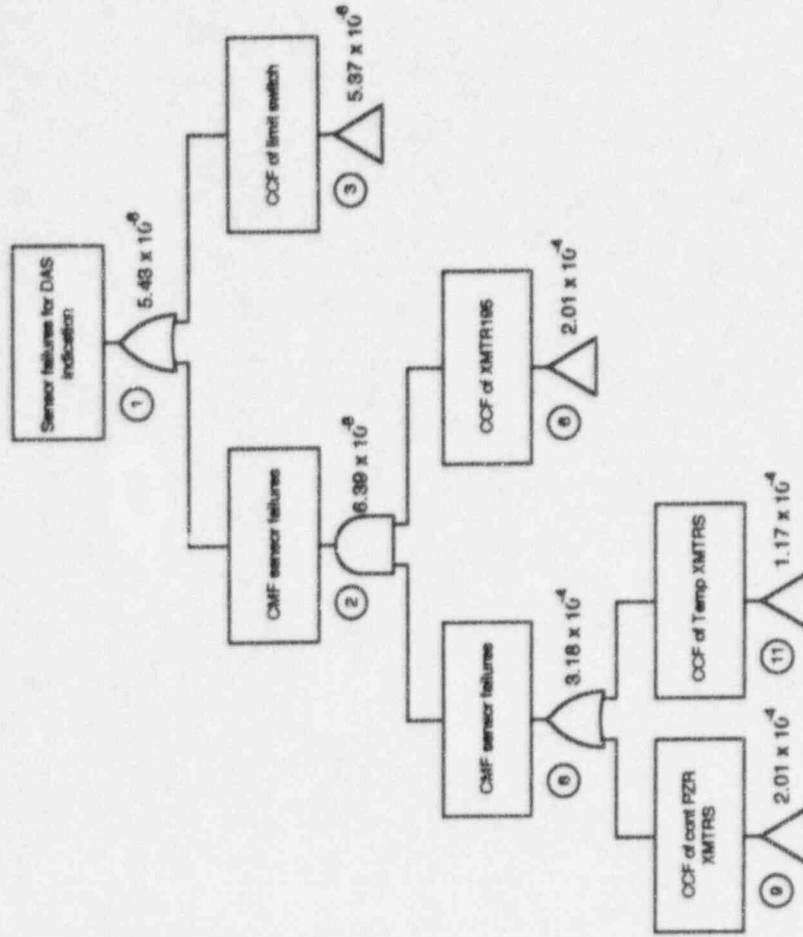 Sensor failures for DAS
indication
1
5.43 x 10⁻⁶
CMF sensor failures
CCF of limit switch
2
6.39 x 10⁻⁸
3
5.37 x 10⁻⁶
CMF sensor failures
CCF of XMTR195
3.18 x 10⁻⁴
2.01 x 10⁻⁴
CCF of cont PZR
XMTRS
CCF of Temp XMTRS
9
2.01 x 10⁻⁴
11
1.17 x 10⁻⁴